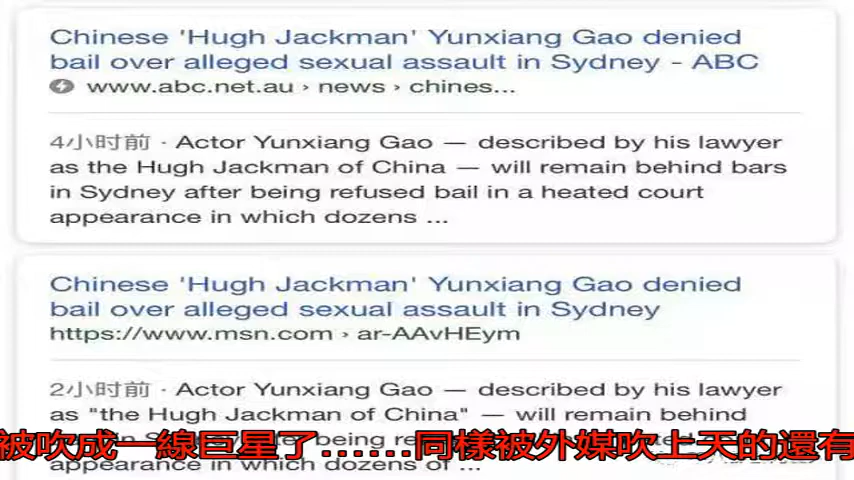 Chinese 'Hugh Jackman' Yunxiang Gao denied
bail over alleged sexual assault in Sydney - ABC
www.abc.net.au › news › chines...
4小时前 · Actor Yunxiang Gao — described by his lawyer
as the Hugh Jackman of China — will remain behind bars
in Sydney after being refused bail in a heated court
appearance in which dozens ...
Chinese 'Hugh Jackman' Yunxiang Gao denied
bail over alleged sexual assault in Sydney
https://www.msn.com › ar-AAvHEym
2小时前 · Actor Yunxiang Gao — described by his lawyer
as "the Hugh Jackman of China" — will remain behind
被吹成一線巨星了......同樣被外媒吹上天的還有
appearance in which dozens of ...